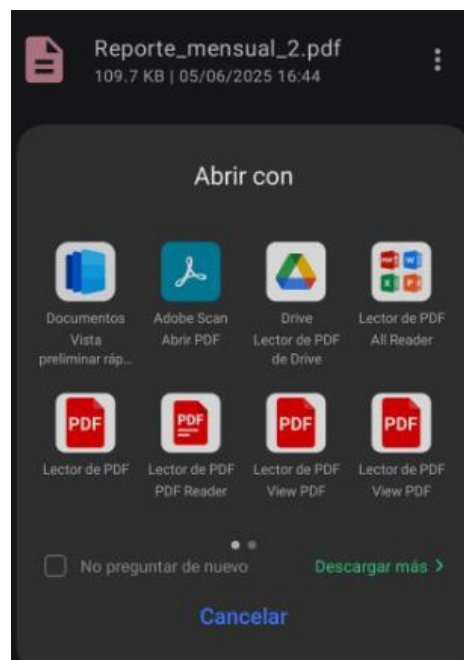 Reporte_mensual_2.pdf
109.7 KB | 05/06/2025 16:44
Abrir con
Documentos
Vista
preliminar ráp...
Adobe Scan
Abrir PDF
Drive
Lector de PDF
de Drive
Lector de PDF
All Reader
PDF
Lector de PDF
PDF
Lector de PDF
PDF Reader
PDF
Lector de PDF
View PDF
PDF
Lector de PDF
View PDF
No preguntar de nuevo
Descargar más >
Cancelar